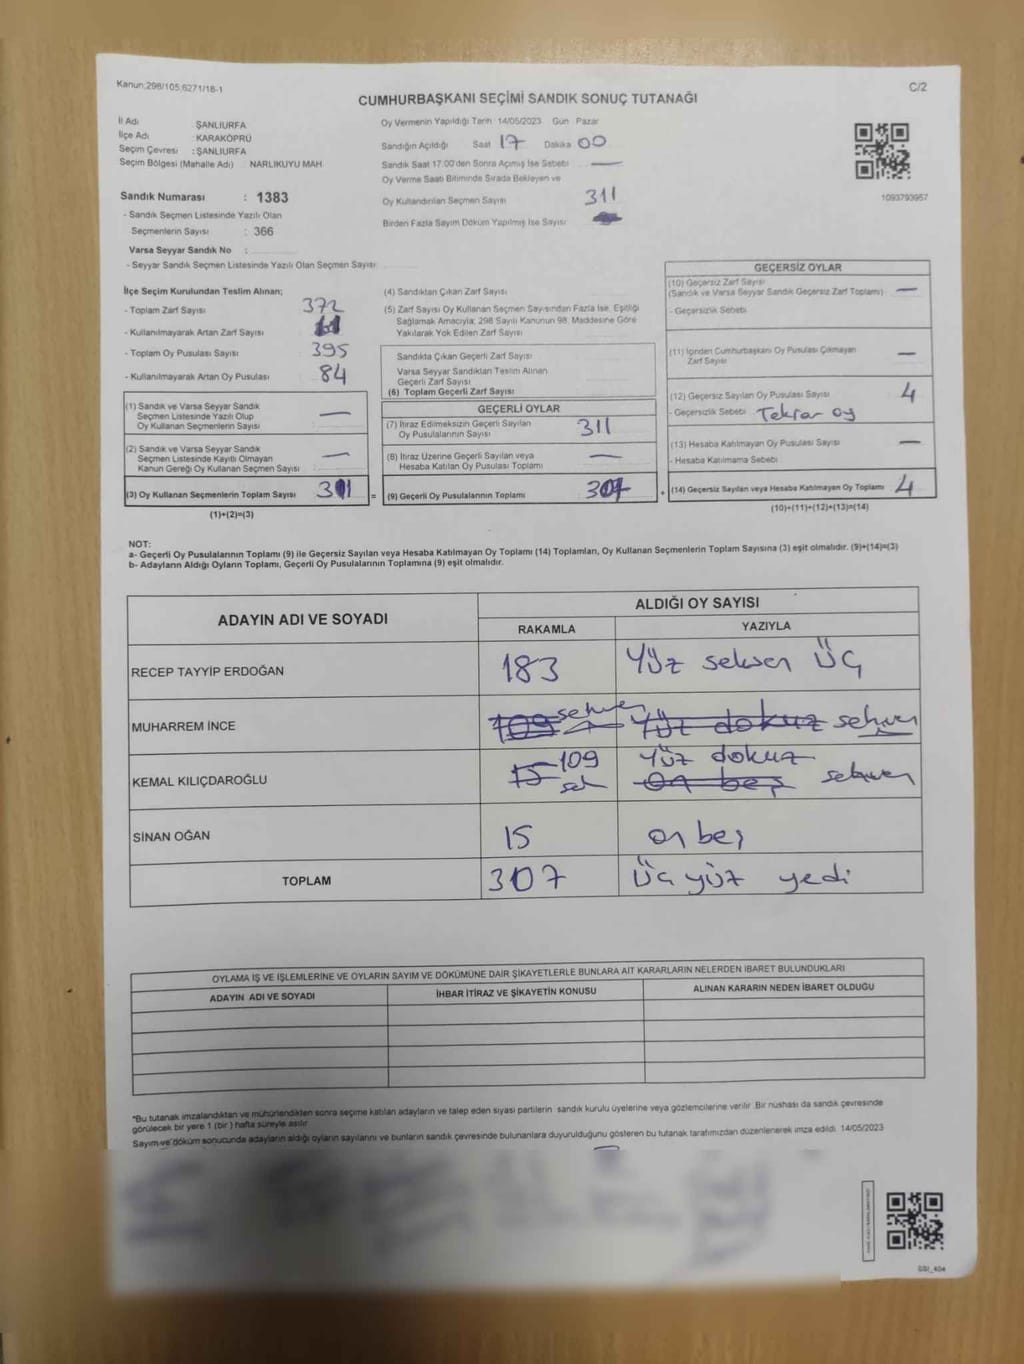 Kanun:298/105,6271/18-1
C/2
CUMHURBAŞKANI SEÇİMİ SANDIK SONUÇ TUTANAĞI
İl Adı ŞANLIURFA
İlçe Adı : KARAKÖPRÜ
Seçim Çevresi : ŞANLIURFA
Seçim Bölgesi (Mahalle Adı) NARLIKUYU MAH
Sandık Numarası : 1383
- Sandık Seçmen Listesinde Yazılı Olan
Seçmenlerin Sayısı : 366
Varsa Seyyar Sandık No :
- Seyyar Sandık Seçmen Listesinde Yazılı Olan Seçmen Sayısı:
Oy Vermenin Yapıldığı Tarih 14/05/2023 Gün Pazar
Sandığın Açıldığı Saat 17 Dakika 00
Sandık Saat 17:00'den Sonra Açımış İse Sebebi —
Oy Verme Saati Bitiminde Sırada Bekleyen ve
Oy Kullandırılan Seçmen Sayısı 311
Birden Fazla Sayım Döküm Yapılmış İse Sayısı
1093793957
İlçe Seçim Kurulundan Teslim Alınan;
- Toplam Zarf Sayısı 372
- Kullanılmayarak Artan Zarf Sayısı
- Toplam Oy Pusulası Sayısı 395
- Kullanılmayarak Artan Oy Pusulası 84
(1) Sandık ve Varsa Seyyar Sandık
Seçmen Listesinde Yazılı Olup
Oy Kullanan Seçmenlerin Sayısı —
(2) Sandık ve Varsa Seyyar Sandık
Seçmen Listesinde Kayıtlı Olmayan
Kanun Gereği Oy Kullanan Seçmen Sayısı —
(3) Oy Kullanan Seçmenlerin Toplam Sayısı 311 =
(1)+(2)=(3)
(4) Sandıktan Çıkan Zarf Sayısı
(5) Zarf Sayısı Oy Kullanan Seçmen Sayısından Fazla İse, Eşitliği
Sağlamak Amacıyla; 298 Sayılı Kanunun 98. Maddesine Göre
Yakılarak Yok Edilen Zarf Sayısı
Sandıkta Çıkan Geçerli Zarf Sayısı
Varsa Seyyar Sandıktan Teslim Alınan
Geçerli Zarf Sayısı
(6) Toplam Geçerli Zarf Sayısı
GEÇERLİ OYLAR
(7) İtiraz Edilmeksizin Geçerli Sayılan
Oy Pusulalarının Sayısı 311
(8) İtiraz Üzerine Geçerli Sayılan veya
Hesaba Katılan Oy Pusulası Toplamı —
(9) Geçerli Oy Pusulalarının Toplamı 307 +
GEÇERSİZ OYLAR
(10) Geçersiz Zarf Sayısı
(Sandık ve Varsa Seyyar Sandık Geçersiz Zarf Toplamı) —
- Geçersizlik Sebebi
(11) İçinden Cumhurbaşkanı Oy Pusulası Çıkmayan
Zarf Sayısı —
(12) Geçersiz Sayılan Oy Pusulası Sayısı 4
- Geçersizlik Sebebi Tekrar oy
(13) Hesaba Katılmayan Oy Pusulası Sayısı —
- Hesaba Katılmama Sebebi
(14) Geçersiz Sayılan veya Hesaba Katılmayan Oy Toplamı 4
(10)+(11)+(12)+(13)=(14)
NOT:
a- Geçerli Oy Pusulalarının Toplamı (9) ile Geçersiz Sayılan veya Hesaba Katılmayan Oy Toplamı (14) Toplamları, Oy Kullanan Seçmenlerin Toplam Sayısına (3) eşit olmalıdır. (9)+(14)=(3)
b- Adayların Aldığı Oyların Toplamı, Geçerli Oy Pusulalarının Toplamına (9) eşit olmalıdır.
ADAYIN ADI VE SOYADI
ALDIĞI OY SAYISI
RAKAMLA YAZIYLA
RECEP TAYYİP ERDOĞAN 183 Yüz seksen üç
MUHARREM İNCE 109 sehven Yüz dokuz sehven
KEMAL KILIÇDAROĞLU 15 109 seh Yüz dokuz On beş sehven
SİNAN OĞAN 15 on beş
TOPLAM 307 Üç yüz yedi
OYLAMA İŞ VE İŞLEMLERİNE VE OYLARIN SAYIM VE DÖKÜMÜNE DAİR ŞİKAYETLERLE BUNLARA AİT KARARLARIN NELERDEN İBARET BULUNDUKLARI
ADAYIN ADI VE SOYADI İHBAR İTİRAZ VE ŞİKAYETİN KONUSU ALINAN KARARIN NEDEN İBARET OLDUĞU
*Bu tutanak imzalandıktan ve mühürlendikten sonra seçime katılan adayların ve talep eden siyasi partilerin sandık kurulu üyelerine veya gözlemcilerine verilir. Bir nüshası da sandık çevresinde
görülecek bir yere 1 (bir) hafta süreyle asılır
Sayım ve döküm sonucunda adayların aldığı oyların sayılarını ve bunların sandık çevresinde bulunanlara duyurulduğunu gösteren bu tutanak tarafımızdan düzenlenerek imza edildi. 14/05/2023
SSI_404